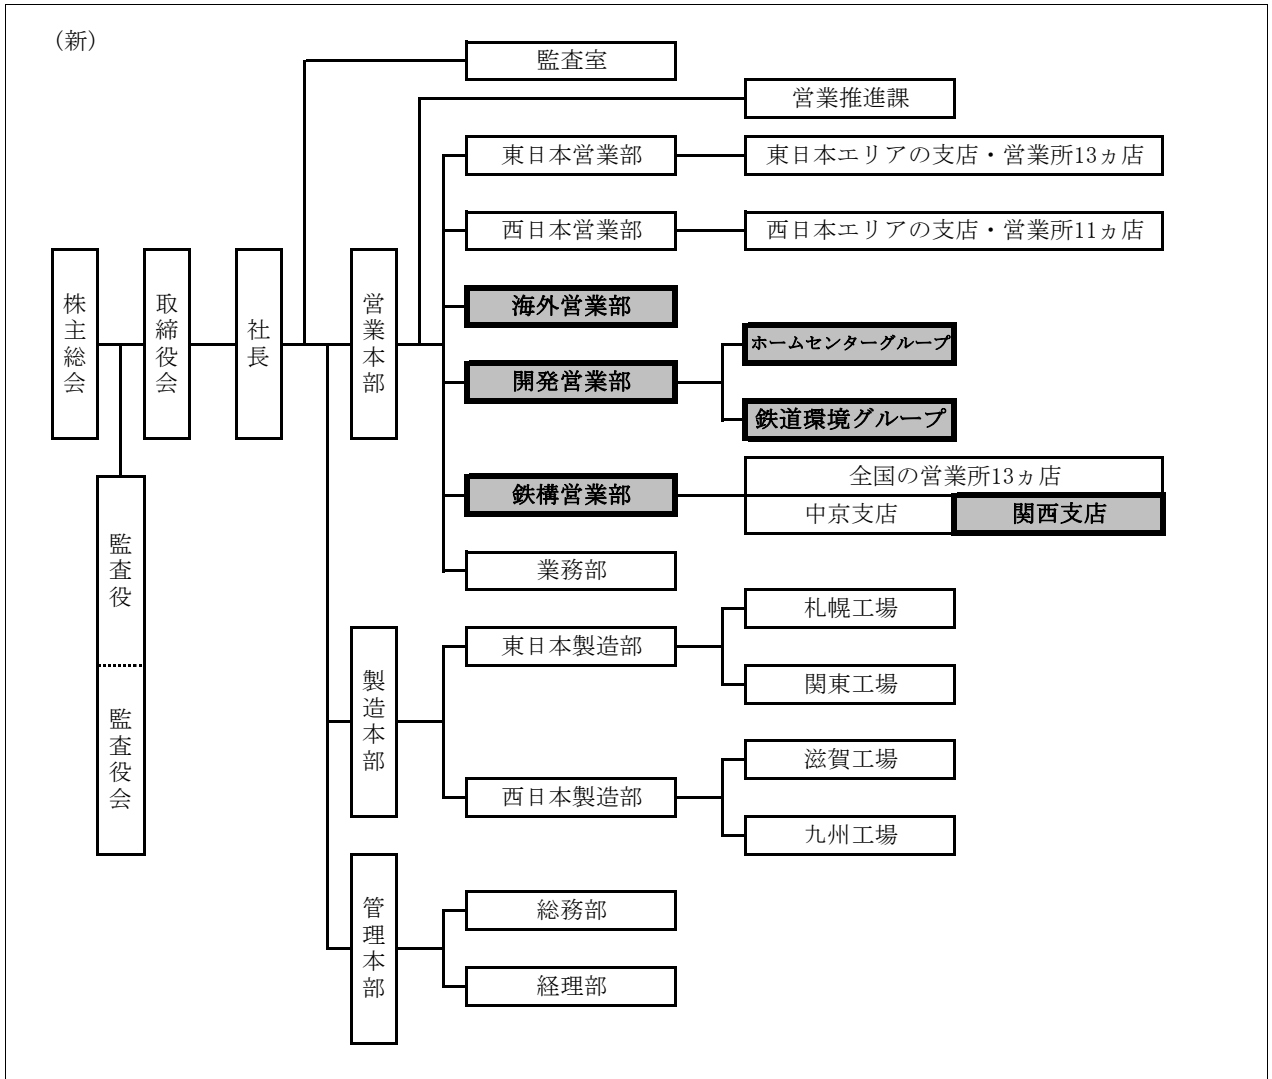 （新）
監査室
営業推進課
東日本営業部
東日本エリアの支店・営業所13ヵ店
西日本営業部
西日本エリアの支店・営業所11ヵ店
株主総会
取締役会
社長
営業本部
海外営業部
ホームセンターグループ
開発営業部
鉄道環境グループ
全国の営業所13ヵ店
鉄構営業部
中京支店
関西支店
監査役
監査役会
業務部
札幌工場
東日本製造部
関東工場
製造本部
滋賀工場
西日本製造部
九州工場
管理本部
総務部
経理部